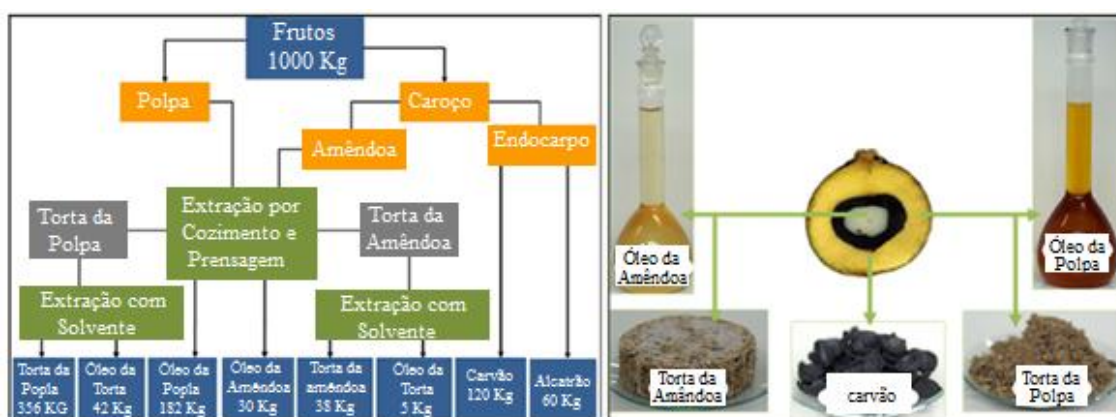 Frutos
1000 Kg
Polpa
Caroço
Amêndoa
Endocarpo
Torta da
Polpa
Extração por
Cozimento e
Prensagem
Torta da
Amêndoa
Extração com
Solvente
Extração com
Solvente
Torta da
Popla
356 KG
Óleo da
Torta
42 Kg
Óleo da
Popla
182 Kg
Óleo da
Amêndoa
30 Kg
Torta da
amêndoa
38 Kg
Óleo da
Torta
5 Kg
Carvão
120 Kg
Alcatrão
60 Kg
Óleo da
Amêndoa
Óleo da
Polpa
Torta da
Amândoa
carvão
Torta da
Polpa